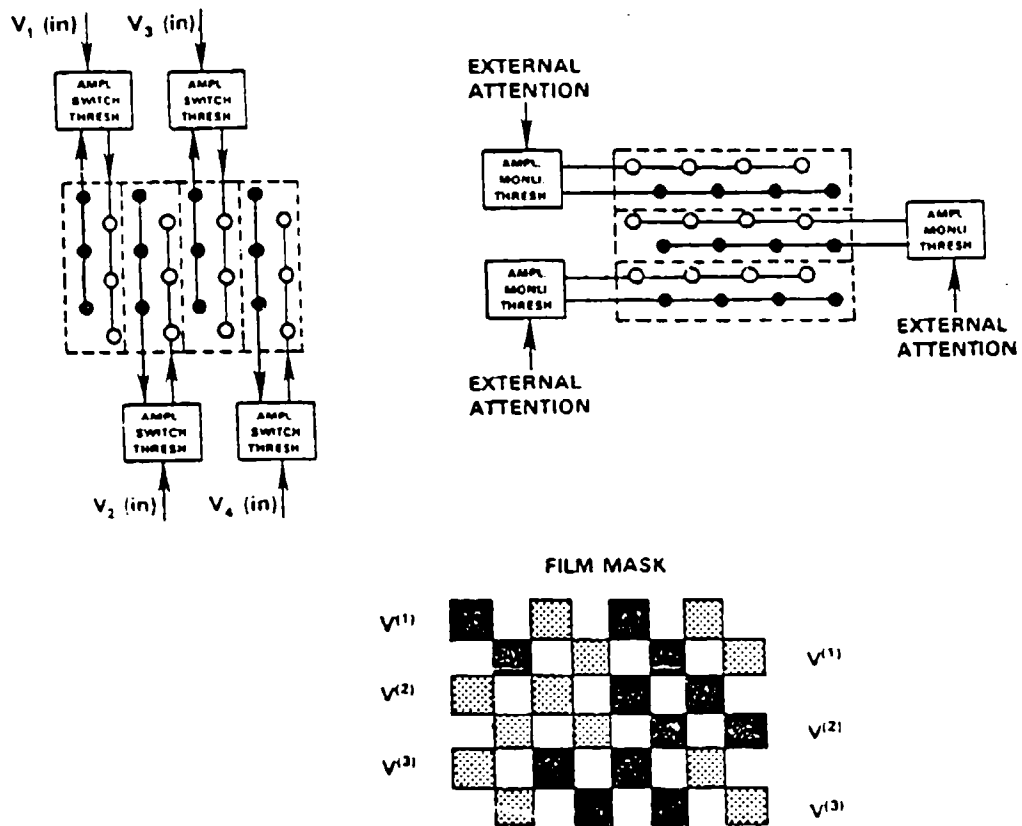 V₁ (in)
V₃ (in)
AMPL
SWITCH
THRESH
AMPL
SWITCH
THRESH
AMPL
SWITCH
THRESH
AMPL
SWITCH
THRESH
V₂ (in)
V₄ (in)
EXTERNAL
ATTENTION
AMPL.
MONLI.
THRESH
AMPL
MONLI
THRESH
AMPL
MONLI
THRESH
EXTERNAL
ATTENTION
EXTERNAL
ATTENTION
FILM MASK
V⁽¹⁾
V⁽¹⁾
V⁽²⁾
V⁽²⁾
V⁽³⁾
V⁽³⁾